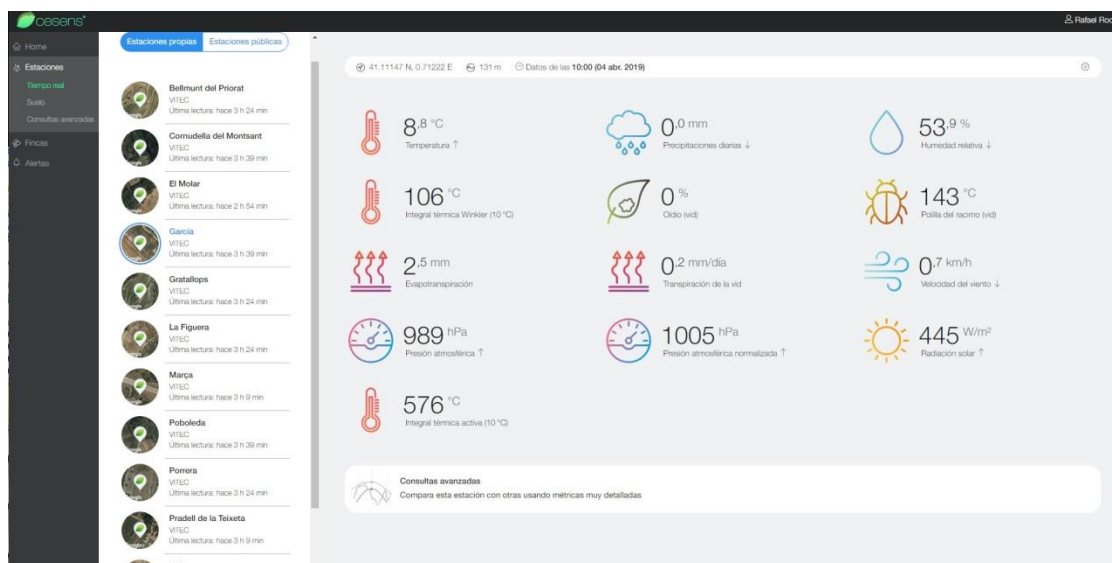 cesens®
Rafael Roc
Home
Estaciones
Tiempo real
Suelo
Consultas avanzadas
Fincas
Alertas
Estaciones propias Estaciones públicas
Bellmunt del Priorat
VITEC
Última lectura: hace 3 h 24 min
Cornudella del Montsant
VITEC
Última lectura: hace 3 h 39 min
El Molar
VITEC
Última lectura: hace 2 h 54 min
Garcia
VITEC
Última lectura: hace 3 h 39 min
Gratallops
VITEC
Última lectura: hace 3 h 24 min
La Figuera
VITEC
Última lectura: hace 3 h 24 min
Marça
VITEC
Última lectura: hace 3 h 9 min
Poboleda
VITEC
Última lectura: hace 3 h 39 min
Porrera
VITEC
Última lectura: hace 3 h 24 min
Pradell de la Teixeta
VITEC
Última lectura: hace 3 h 9 min
41.11147 N, 0.71222 E 131 m Datos de las 10:00 (04 abr. 2019)
8,8 °C
Temperatura ↑
0,0 mm
Precipitaciones diarias ↓
53,9 %
Humedad relativa ↓
106 °C
Integral térmica Winkler (10 °C)
0 %
Oídio (vid)
143 °C
Polilla del racimo (vid)
2,5 mm
Evapotranspiración
0,2 mm/día
Transpiración de la vid
0,7 km/h
Velocidad del viento ↓
989 hPa
Presión atmosférica ↑
1005 hPa
Presión atmosférica normalizada ↑
445 W/m²
Radiación solar ↑
576 °C
Integral térmica activa (10 °C)
Consultas avanzadas
Compara esta estación con otras usando métricas muy detalladas